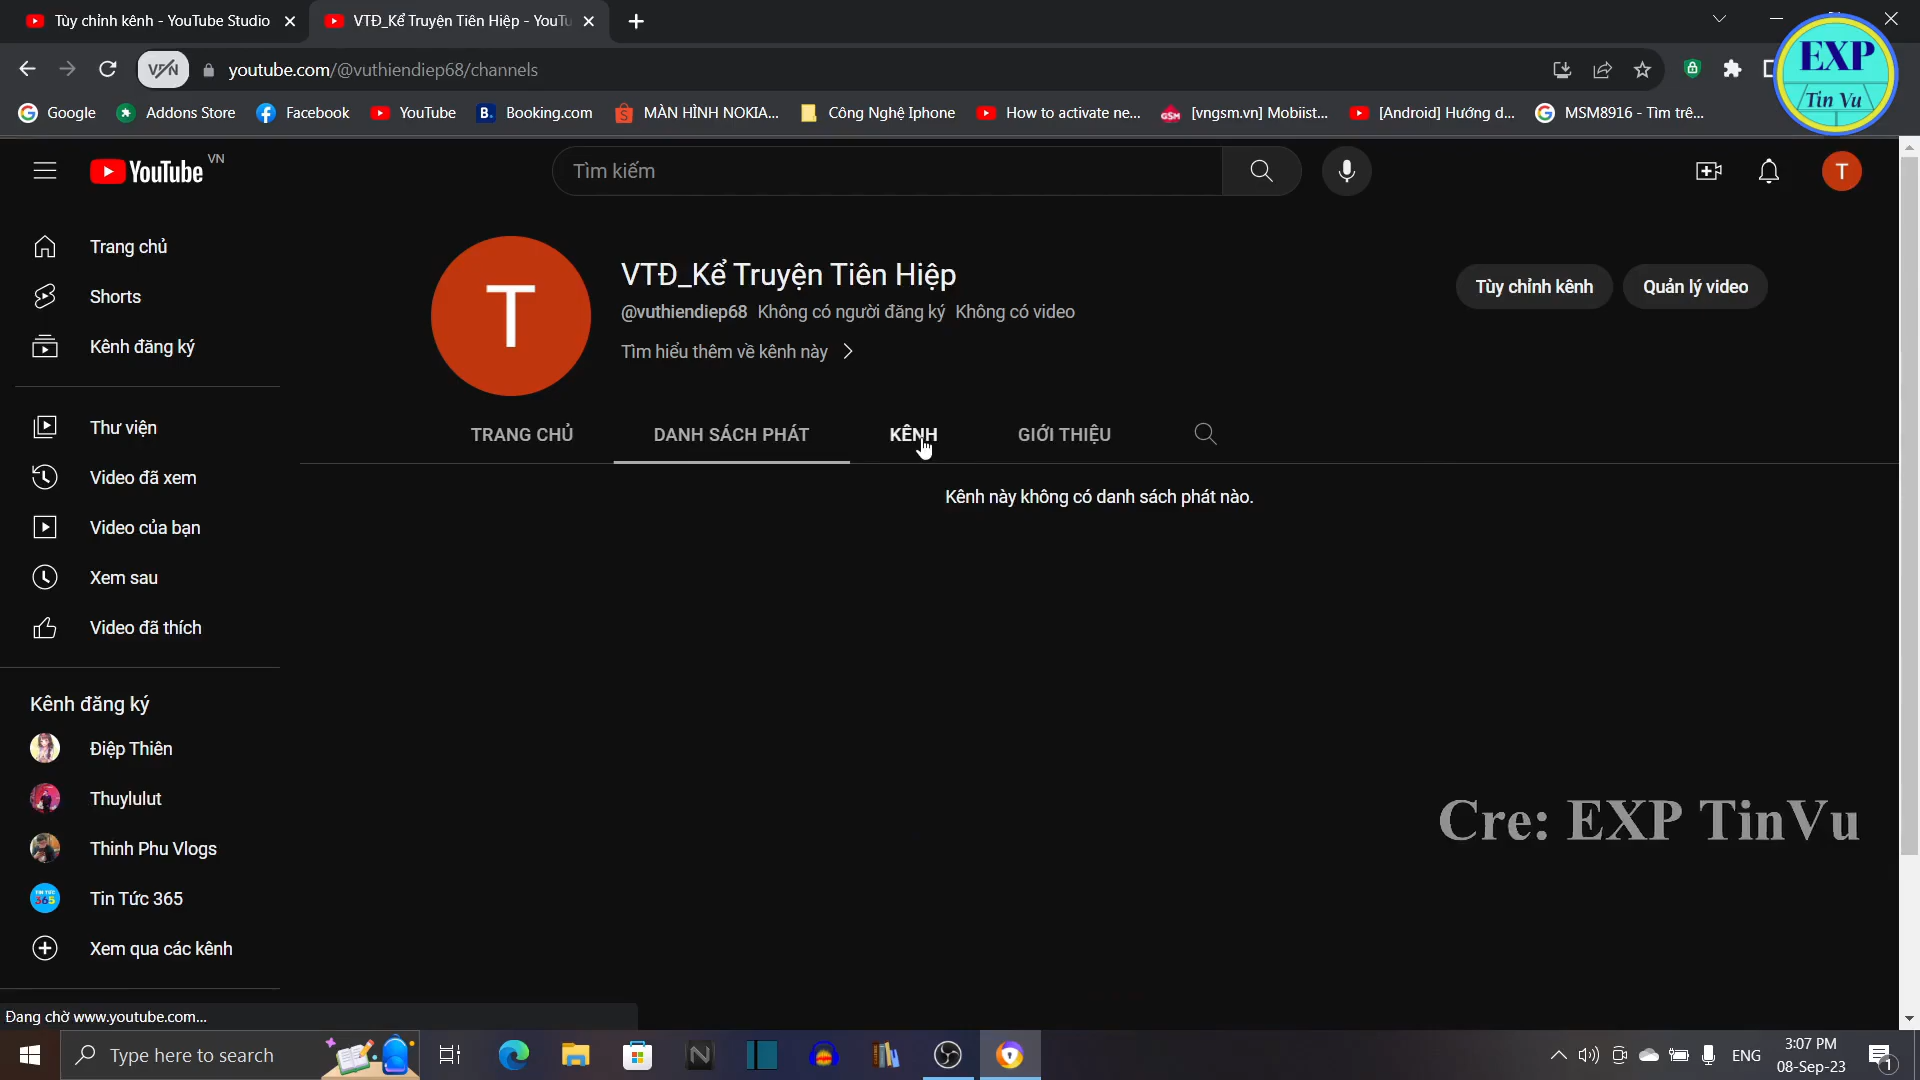 Tùy chỉnh kênh - YouTube Studio
VTĐ_Kể Truyện Tiên Hiệp - YouTu
VPN
youtube.com/@vuthiendiep68/channels
EXP
Tin Vu
Google
Addons Store
Facebook
YouTube
B.
Booking.com
MÀN HÌNH NOKIA...
Công Nghệ Iphone
How to activate ne...
GSM
[vngsm.vn] Mobiist...
[Android] Hướng d...
MSM8916 - Tìm trê...
YouTube VN
Tìm kiếm
T
Trang chủ
Shorts
Kênh đăng ký
Thư viện
Video đã xem
Video của bạn
Xem sau
Video đã thích
Kênh đăng ký
Điệp Thiên
Thuylulut
Thinh Phu Vlogs
TIN TỨC
365
Tin Tức 365
Xem qua các kênh
T
VTĐ_Kể Truyện Tiên Hiệp
@vuthiendiep68 Không có người đăng ký Không có video
Tìm hiểu thêm về kênh này
Tùy chỉnh kênh
Quản lý video
TRANG CHỦ
DANH SÁCH PHÁT
KÊNH
GIỚI THIỆU
Kênh này không có danh sách phát nào.
Cre: EXP TinVu
Đang chờ www.youtube.com...
Type here to search
N
ENG
3:07 PM
08-Sep-23
1